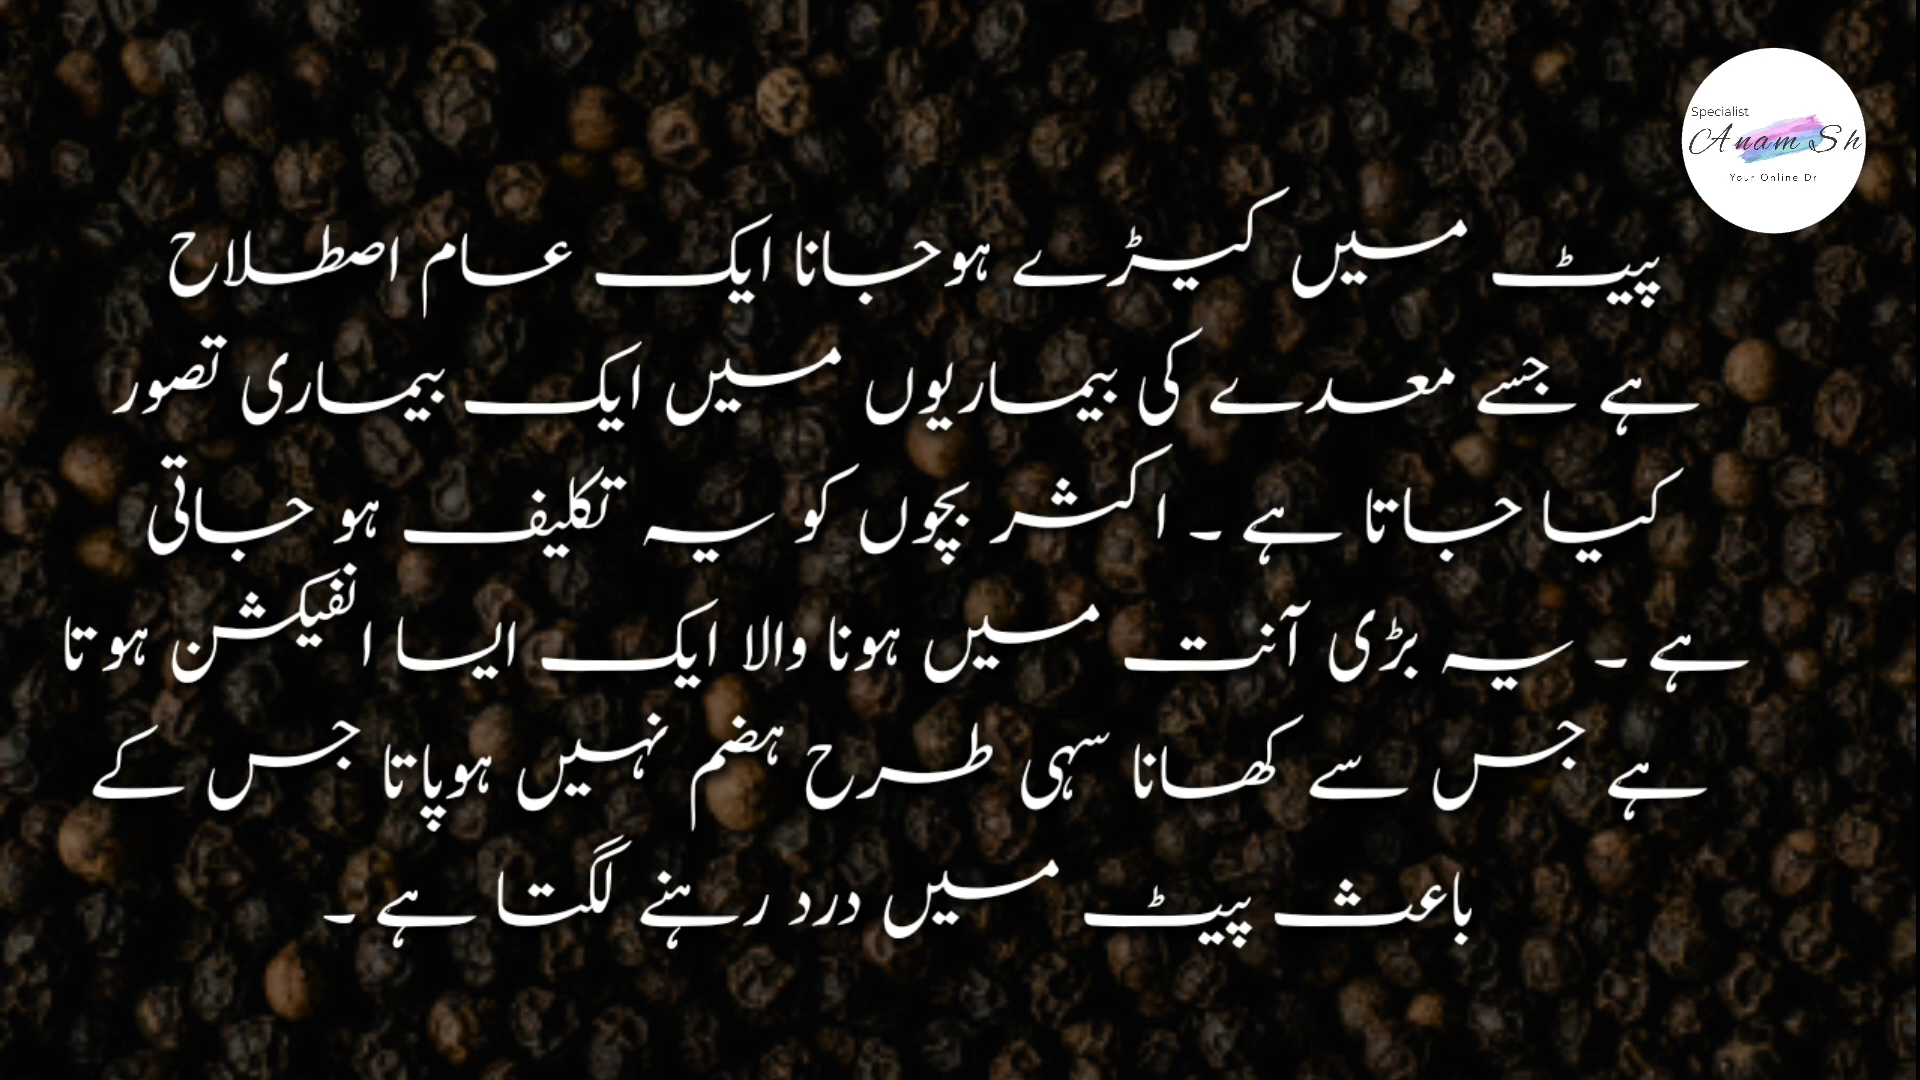 Specialist
Anam Sh
Your Online Dr
پیٹ میں کیڑے ہوجانا ایک عام اصطلاح
ہے جسے معدے کی بیماریوں میں ایک بیماری تصور
کیا جاتا ہے ۔ اکثر بچوں کو یہ تکلیف ہو جاتی
ہے ۔ یہ بڑی آنت میں ہونا والا ایک ایسا انفیکشن ہوتا
ہے جس سے کھانا سہی طرح ہضم نہیں ہوپاتا جس کے
باعث پیٹ میں درد رہنے لگتا ہے ۔